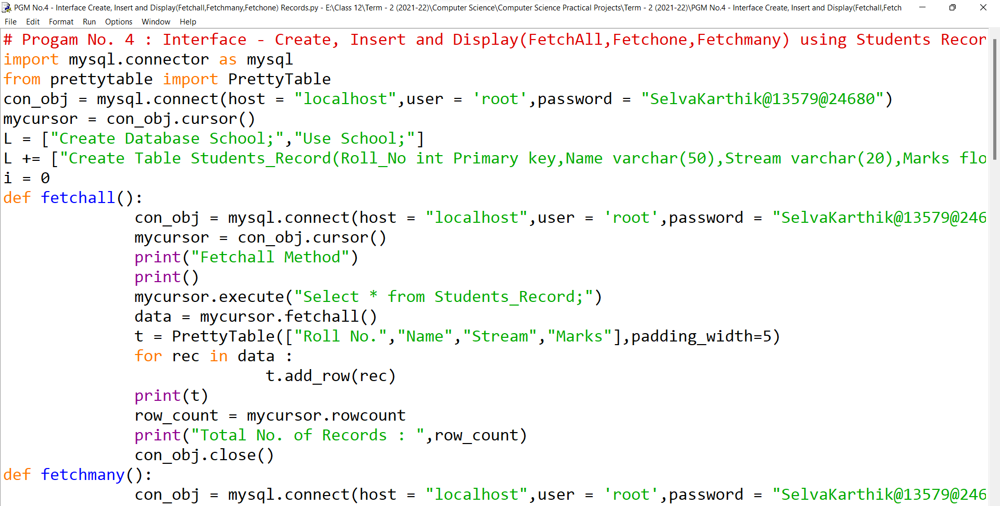 PGM No.4 - Interface Create, Insert and Display(Fetchall,Fetchmany,Fetchone) Records.py - E:\Class 12\Term - 2 (2021-22)\Computer Science\Computer Science Practical Projects\Term - 2 (2021-22)\PGM No.4 - Interface Create, Insert and Display(Fetchall,Fetch
File Edit Format Run Options Window Help
# Progam No. 4 : Interface - Create, Insert and Display(FetchAll,Fetchone,Fetchmany) using Students Recor
import mysql.connector as mysql
from prettytable import PrettyTable
con_obj = mysql.connect(host = "localhost",user = 'root',password = "SelvaKarthik@13579@24680")
mycursor = con_obj.cursor()
L = ["Create Database School;","Use School;"]
L += ["Create Table Students_Record(Roll_No int Primary key,Name varchar(50),Stream varchar(20),Marks flo
i = 0
def fetchall():
con_obj = mysql.connect(host = "localhost",user = 'root',password = "SelvaKarthik@13579@246
mycursor = con_obj.cursor()
print("Fetchall Method")
print()
mycursor.execute("Select * from Students_Record;")
data = mycursor.fetchall()
t = PrettyTable(["Roll No.","Name","Stream","Marks"],padding_width=5)
for rec in data :
t.add_row(rec)
print(t)
row_count = mycursor.rowcount
print("Total No. of Records : ",row_count)
con_obj.close()
def fetchmany():
con_obj = mysql.connect(host = "localhost",user = 'root',password = "SelvaKarthik@13579@246